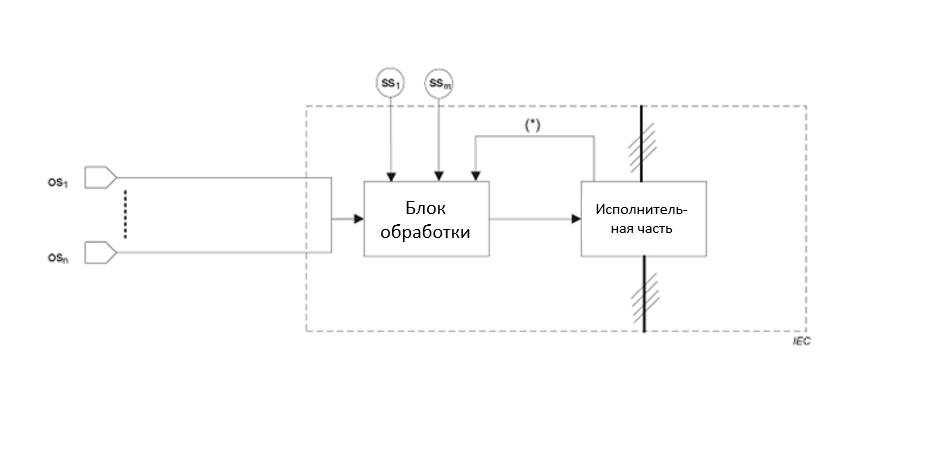 SS1
SSm
(*)
OS1
Блок
обработки
Исполнитель-
ная часть
OSn
IEC